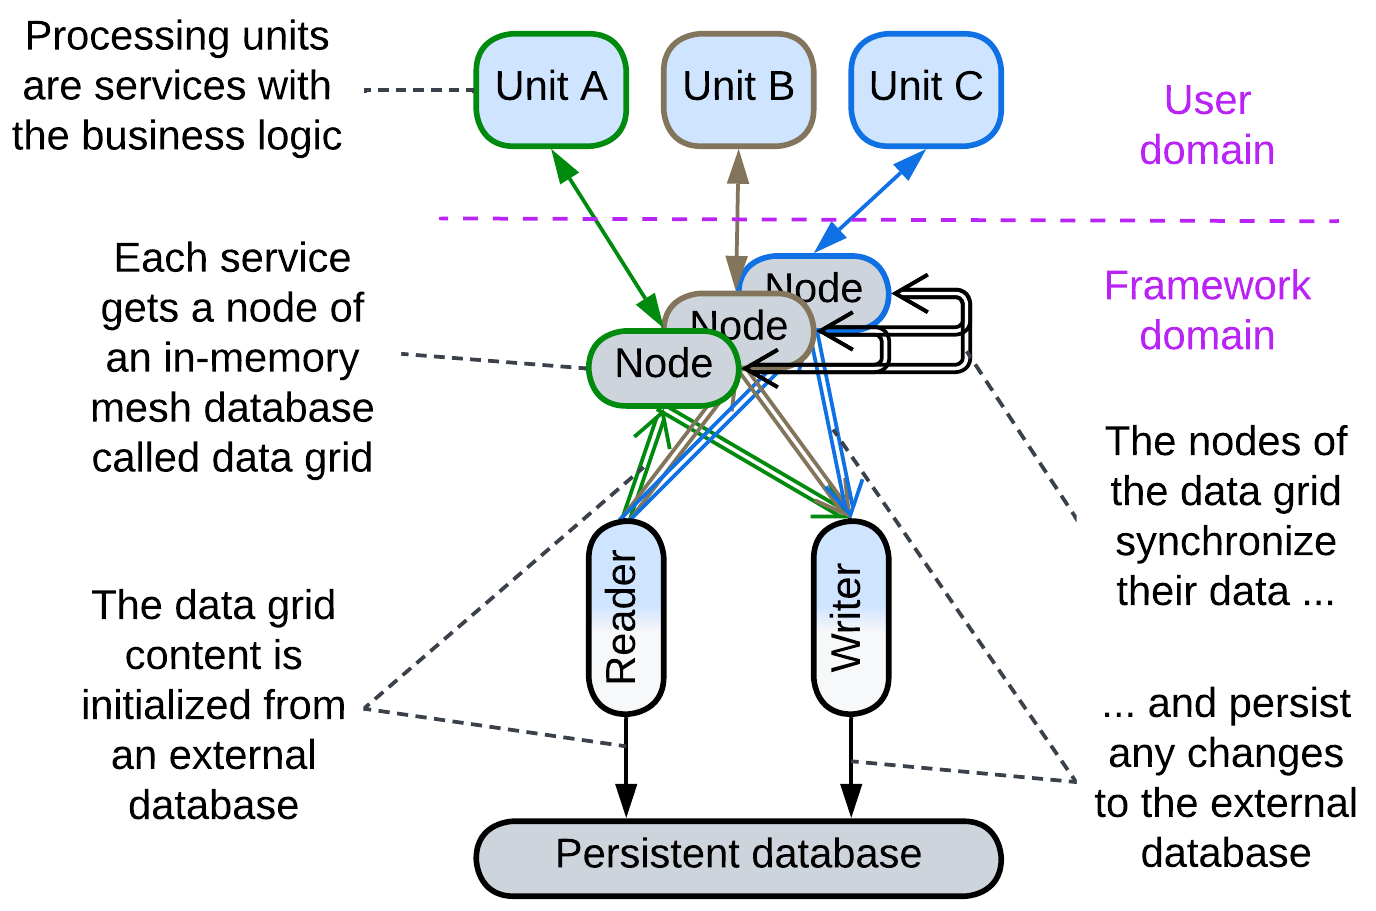 Processing units
are services with
the business logic
Unit A
Unit B
Unit C
User
domain
Each service
gets a node of
an in-memory
mesh database
called data grid
Node
Node
Node
Framework
domain
The nodes of
the data grid
synchronize
their data ...
The data grid
content is
initialized from
an external
database
Reader
Writer
... and persist
any changes
to the external
database
Persistent database